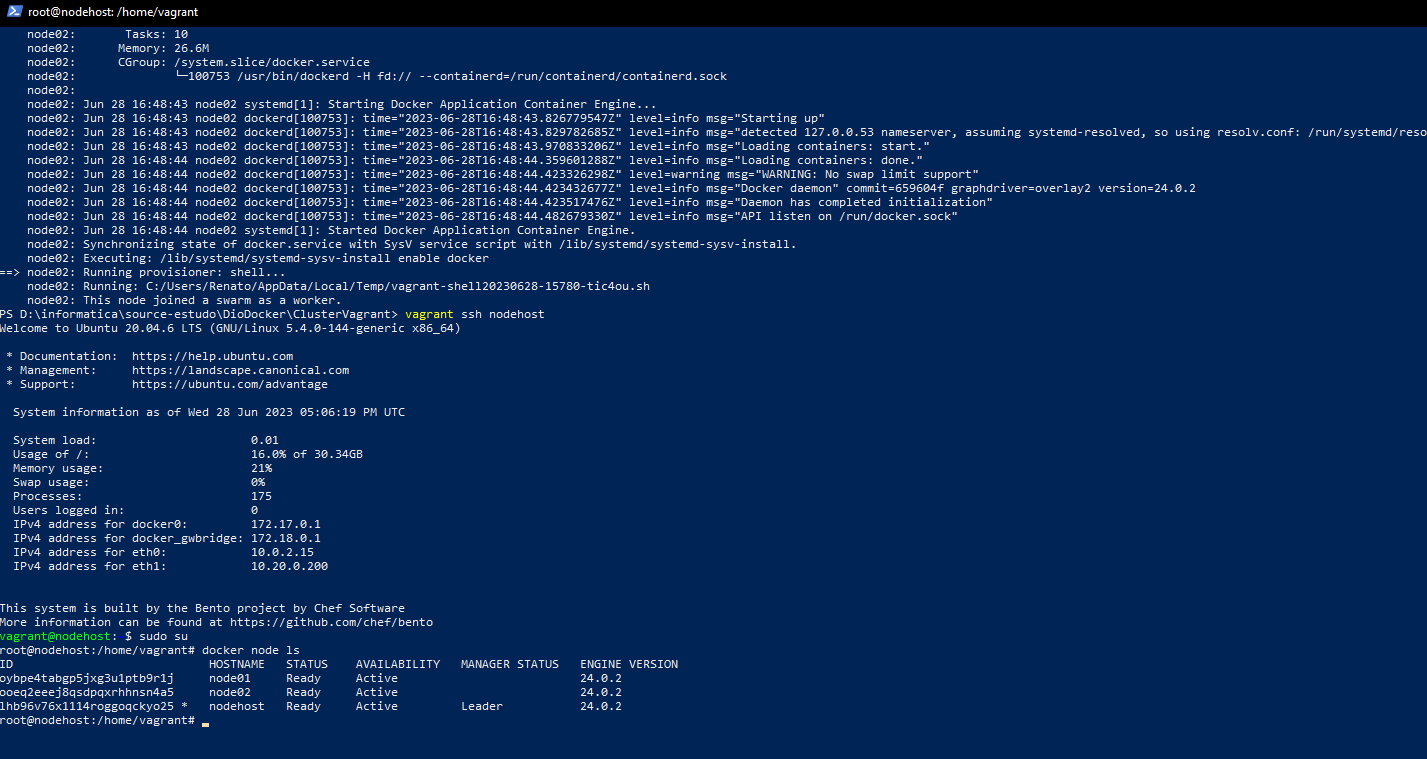 root@nodehost: /home/vagrant
node02: Tasks: 10
node02: Memory: 26.6M
node02: CGroup: /system.slice/docker.service
node02: └─100753 /usr/bin/dockerd -H fd:// --containerd=/run/containerd/containerd.sock
node02:
node02: Jun 28 16:48:43 node02 systemd[1]: Starting Docker Application Container Engine...
node02: Jun 28 16:48:43 node02 dockerd[100753]: time="2023-06-28T16:48:43.826779547Z" level=info msg="Starting up"
node02: Jun 28 16:48:43 node02 dockerd[100753]: time="2023-06-28T16:48:43.829782685Z" level=info msg="detected 127.0.0.53 nameserver, assuming systemd-resolved, so using resolv.conf: /run/systemd/reso
node02: Jun 28 16:48:43 node02 dockerd[100753]: time="2023-06-28T16:48:43.970833206Z" level=info msg="Loading containers: start."
node02: Jun 28 16:48:44 node02 dockerd[100753]: time="2023-06-28T16:48:44.359601288Z" level=info msg="Loading containers: done."
node02: Jun 28 16:48:44 node02 dockerd[100753]: time="2023-06-28T16:48:44.423326298Z" level=warning msg="WARNING: No swap limit support"
node02: Jun 28 16:48:44 node02 dockerd[100753]: time="2023-06-28T16:48:44.423432677Z" level=info msg="Docker daemon" commit=659604f graphdriver=overlay2 version=24.0.2
node02: Jun 28 16:48:44 node02 dockerd[100753]: time="2023-06-28T16:48:44.423517476Z" level=info msg="Daemon has completed initialization"
node02: Jun 28 16:48:44 node02 dockerd[100753]: time="2023-06-28T16:48:44.482679330Z" level=info msg="API listen on /run/docker.sock"
node02: Jun 28 16:48:44 node02 systemd[1]: Started Docker Application Container Engine.
node02: Synchronizing state of docker.service with SysV service script with /lib/systemd/systemd-sysv-install.
node02: Executing: /lib/systemd/systemd-sysv-install enable docker
==> node02: Running provisioner: shell...
node02: Running: C:/Users/Renato/AppData/Local/Temp/vagrant-shell20230628-15780-tic4ou.sh
node02: This node joined a swarm as a worker.
PS D:\informatica\source-estudo\DioDocker\ClusterVagrant> vagrant ssh nodehost
Welcome to Ubuntu 20.04.6 LTS (GNU/Linux 5.4.0-144-generic x86_64)
* Documentation: https://help.ubuntu.com
* Management: https://landscape.canonical.com
* Support: https://ubuntu.com/advantage
System information as of Wed 28 Jun 2023 05:06:19 PM UTC
System load: 0.01
Usage of /: 16.0% of 30.34GB
Memory usage: 21%
Swap usage: 0%
Processes: 175
Users logged in: 0
IPv4 address for docker0: 172.17.0.1
IPv4 address for docker_gwbridge: 172.18.0.1
IPv4 address for eth0: 10.0.2.15
IPv4 address for eth1: 10.20.0.200
This system is built by the Bento project by Chef Software
More information can be found at https://github.com/chef/bento
vagrant@nodehost: $ sudo su
root@nodehost:/home/vagrant# docker node ls
ID HOSTNAME STATUS AVAILABILITY MANAGER STATUS ENGINE VERSION
oybpe4tabgp5jxg3u1ptb9r1j node01 Ready Active 24.0.2
ooeq2eeej8qsdpqxrhhnsn4a5 node02 Ready Active 24.0.2
lhb96v76x1114roggoqckyo25 * nodehost Ready Active Leader 24.0.2
root@nodehost:/home/vagrant#